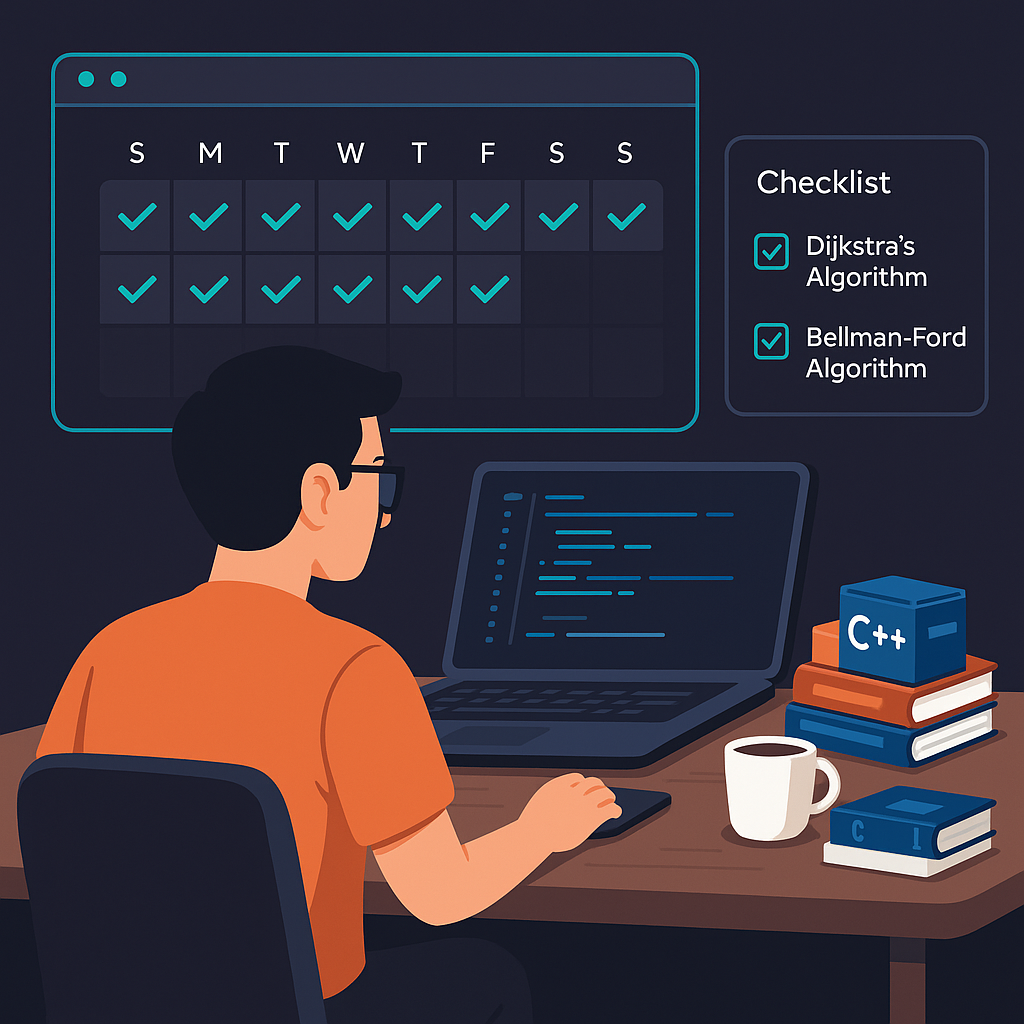 S M T W T F S S
Checklist
Dijkstra's
Algorithm
Bellman-Ford
Algorithm
C++
C I